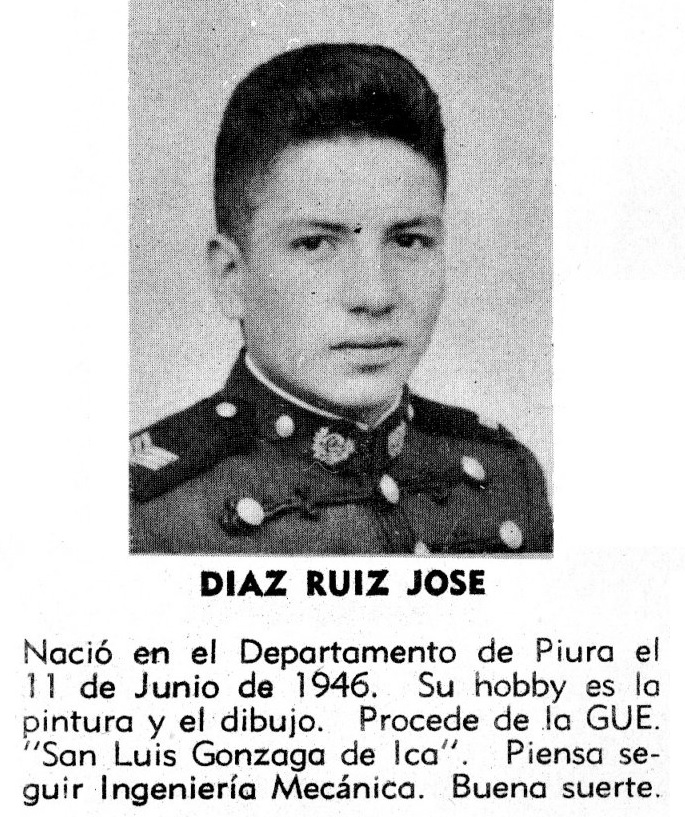 DIAZ RUIZ JOSE
Nació en el Departamento de Piura el
11 de Junio de 1946. Su hobby es la
pintura y el dibujo. Procede de la GUE.
"San Luis Gonzaga de Ica". Piensa se-
guir Ingeniería Mecánica. Buena suerte.